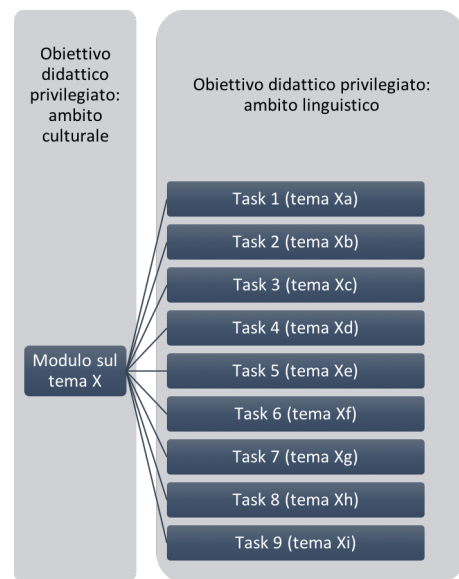 Obiettivo
didattico
privilegiato:
ambito
culturale
Obiettivo didattico privilegiato:
ambito linguistico
Modulo sul
tema X
Task 1 (tema Xa)
Task 2 (tema Xb)
Task 3 (tema Xc)
Task 4 (tema Xd)
Task 5 (tema Xe)
Task 6 (tema Xf)
Task 7 (tema Xg)
Task 8 (tema Xh)
Task 9 (tema Xi)